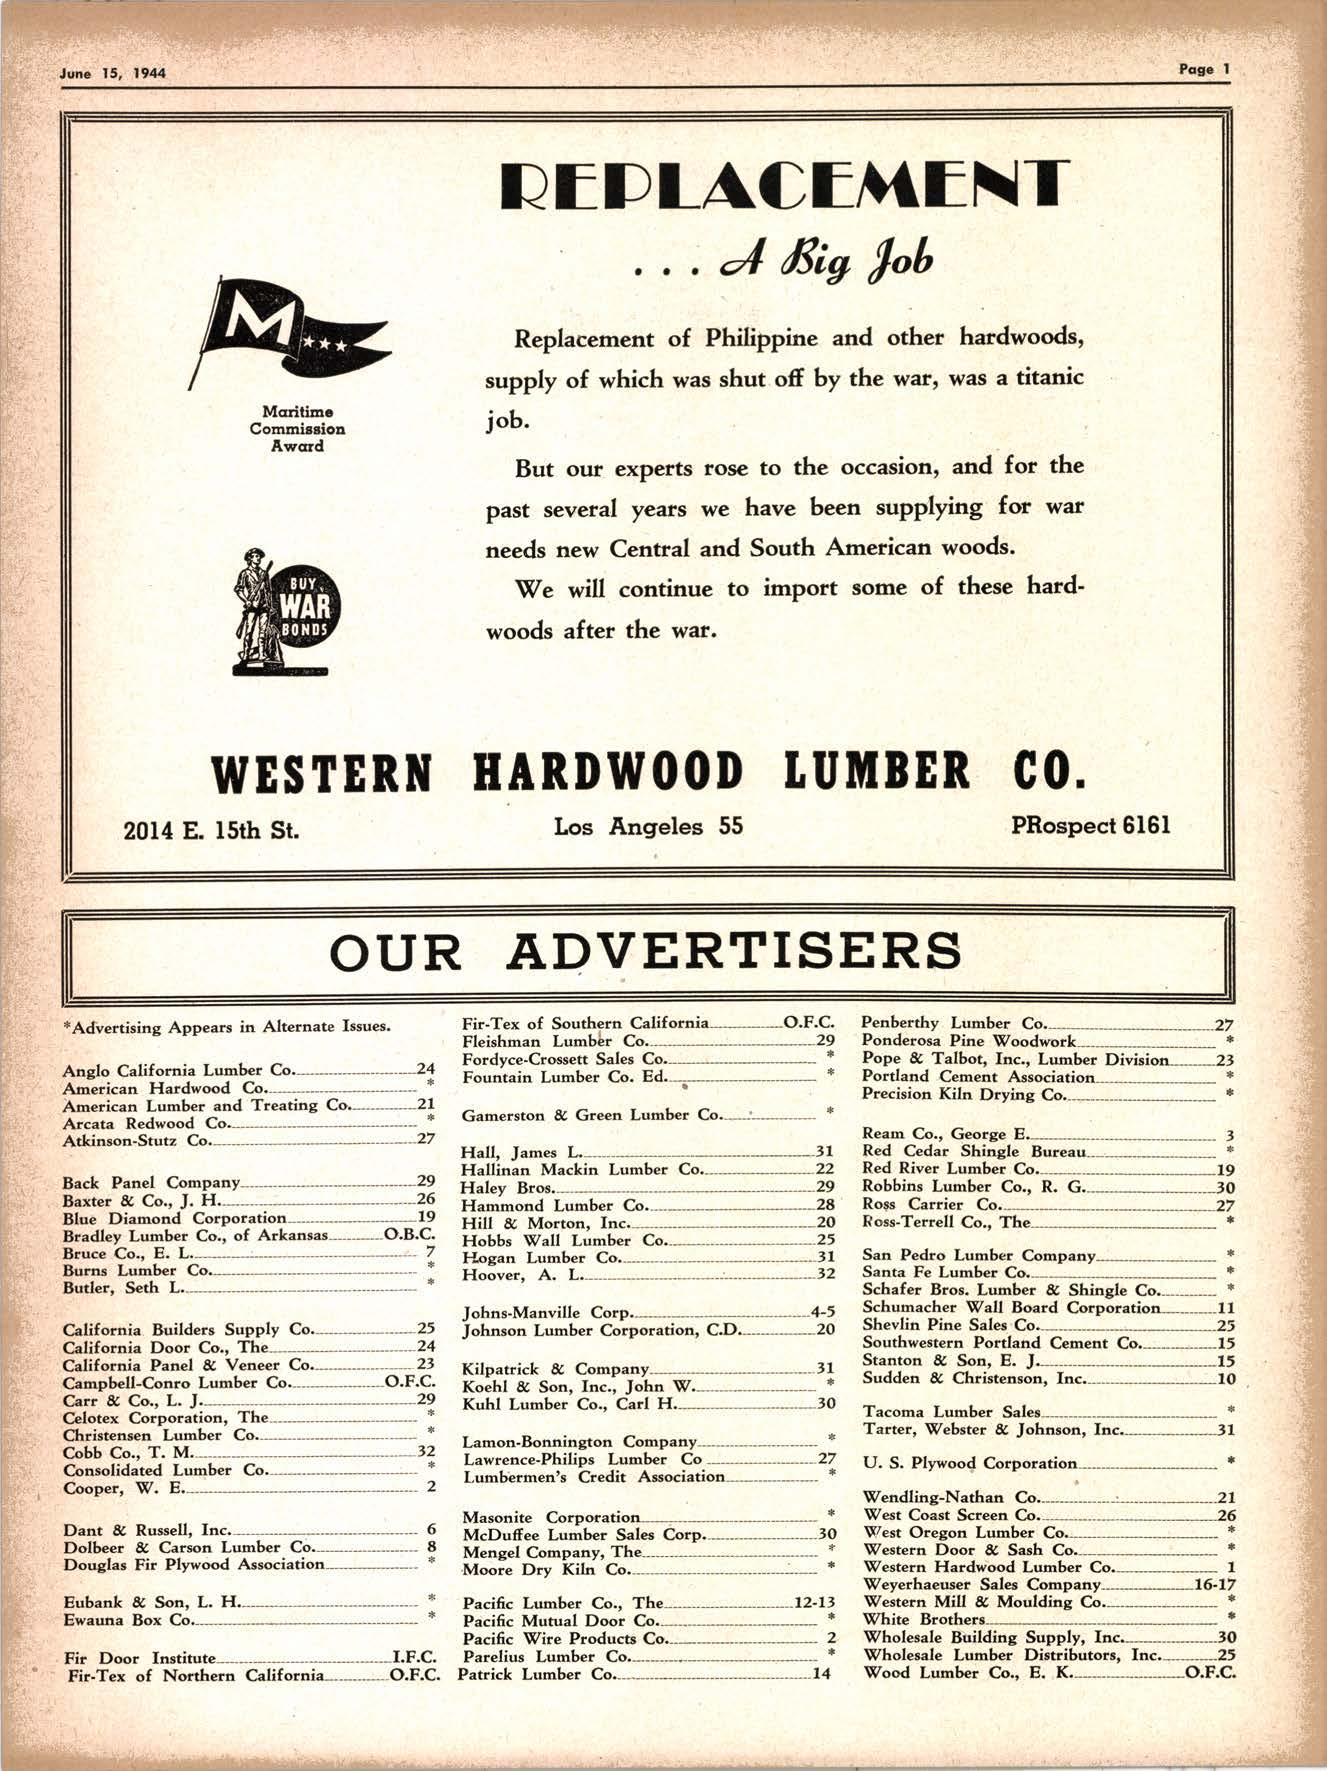 June 15, 1944
Page 1
REPLACEMENT
. . . A Big Job
M
Maritime
Commission
Award
Replacement of Philippine and other hardwoods,
supply of which was shut off by the war, was a titanic
job.
But our experts rose to the occasion, and for the
past several years we have been supplying for war
needs new Central and South American woods.
We will continue to import some of these hard-
woods after the war.
BUY
WAR
BONDS
WESTERN HARDWOOD LUMBER CO.
2014 E. 15th St.
Los Angeles 55
PRospect 6161
OUR ADVERTISERS
*Advertising Appears in Alternate Issues.
Anglo California Lumber Co. 24
American Hardwood Co. *
American Lumber and Treating Co. 21
Arcata Redwood Co. *
Atkinson-Stutz Co. 27
Back Panel Company 29
Baxter & Co., J. H. 26
Blue Diamond Corporation 19
Bradley Lumber Co., of Arkansas O.B.C.
Bruce Co., E. L. 7
Burns Lumber Co. *
Butler, Seth L. *
California Builders Supply Co. 25
California Door Co., The 24
California Panel & Veneer Co. 23
Campbell-Conro Lumber Co. O.F.C.
Carr & Co., L. J. 29
Celotex Corporation, The *
Christensen Lumber Co. *
Cobb Co., T. M. 32
Consolidated Lumber Co. *
Cooper, W. E. 2
Dant & Russell, Inc. 6
Dolbeer & Carson Lumber Co. 8
Douglas Fir Plywood Association *
Eubank & Son, L. H. *
Ewauna Box Co. *
Fir Door Institute I.F.C.
Fir-Tex of Northern California O.F.C.
Fir-Tex of Southern California O.F.C.
Fleishman Lumber Co. 29
Fordyce-Crossett Sales Co. *
Fountain Lumber Co. Ed. *
Gamerston & Green Lumber Co. *
Hall, James L. 31
Hallinan Mackin Lumber Co. 22
Haley Bros. 29
Hammond Lumber Co. 28
Hill & Morton, Inc. 20
Hobbs Wall Lumber Co. 25
Hogan Lumber Co. 31
Hoover, A. L. 32
Johns-Manville Corp. 4-5
Johnson Lumber Corporation, C.D. 20
Kilpatrick & Company 31
Koehl & Son, Inc., John W. *
Kuhl Lumber Co., Carl H. 30
Lamon-Bonnington Company *
Lawrence-Philips Lumber Co 27
Lumbermen's Credit Association *
Masonite Corporation *
McDuffee Lumber Sales Corp. 30
Mengel Company, The *
Moore Dry Kiln Co. *
Pacific Lumber Co., The 12-13
Pacific Mutual Door Co. *
Pacific Wire Products Co. 2
Parelius Lumber Co. *
Patrick Lumber Co. 14
Penberthy Lumber Co. 27
Ponderosa Pine Woodwork *
Pope & Talbot, Inc., Lumber Division 23
Portland Cement Association *
Precision Kiln Drying Co. *
Ream Co., George E. 3
Red Cedar Shingle Bureau *
Red River Lumber Co. 19
Robbins Lumber Co., R. G. 30
Ross Carrier Co. 27
Ross-Terrell Co., The *
San Pedro Lumber Company *
Santa Fe Lumber Co. *
Schafer Bros. Lumber & Shingle Co. *
Schumacher Wall Board Corporation 11
Shevlin Pine Sales Co. 25
Southwestern Portland Cement Co. 15
Stanton & Son, E. J. 15
Sudden & Christenson, Inc. 10
Tacoma Lumber Sales *
Tarter, Webster & Johnson, Inc. 31
U. S. Plywood Corporation *
Wendling-Nathan Co. 21
West Coast Screen Co. 26
West Oregon Lumber Co. *
Western Door & Sash Co. *
Western Hardwood Lumber Co. 1
Weyerhaeuser Sales Company 16-17
Western Mill & Moulding Co. *
White Brothers *
Wholesale Building Supply, Inc. 30
Wholesale Lumber Distributors, Inc. 25
Wood Lumber Co., E. K. O.F.C.